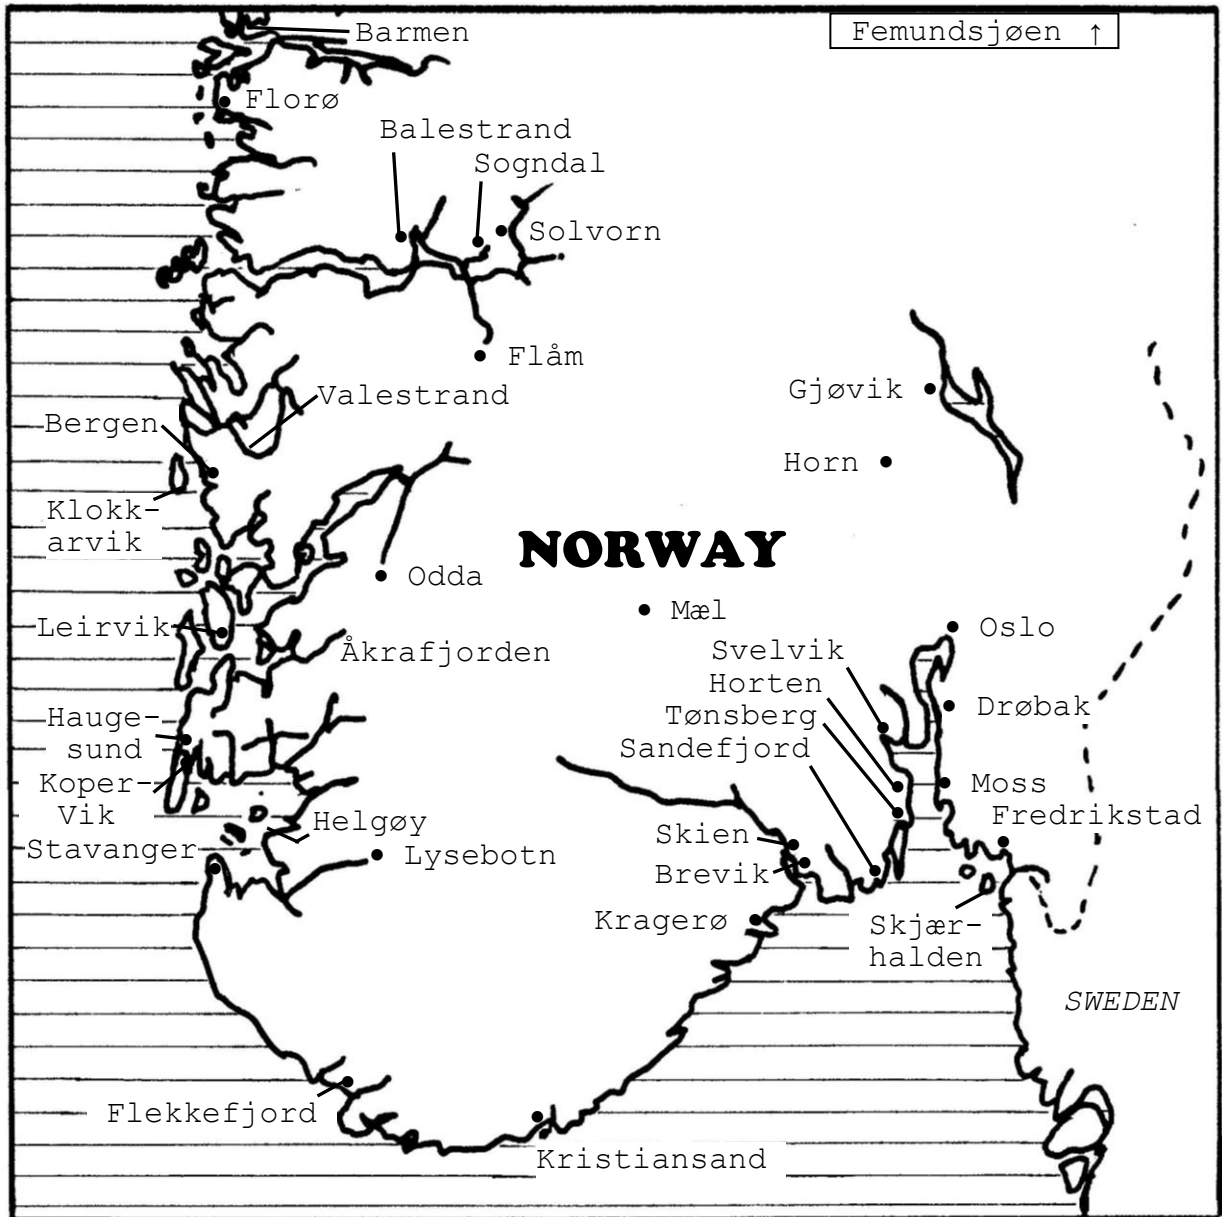 Barmen
Femundsjøen ↑
Florø
Balestrand
Sogndal
Solvorn
Flåm
Gjøvik
Valestrand
Bergen
Horn
Klokk-
arvik
NORWAY
Odda
Mæl
Leirvik
Oslo
Åkrafjorden
Svelvik
Horten
Drøbak
Hauge-
sund
Tønsberg
Sandefjord
Koper-
Vik
Moss
Fredrikstad
Helgøy
Skien
Stavanger
Lysebotn
Brevik
Kragerø
Skjær-
halden
SWEDEN
Flekkefjord
Kristiansand